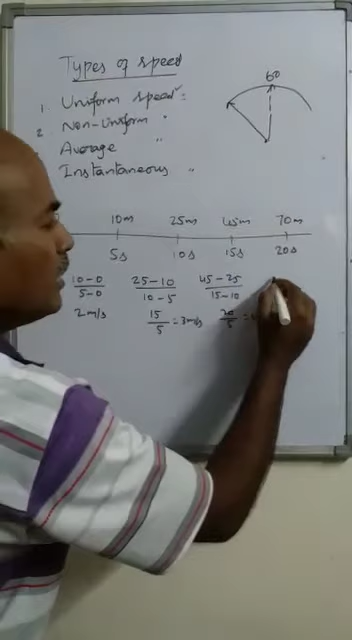 Types of speed
60
1. Uniform speed" =
2. Non-Uniform "
Average "
Instantaneous "
10m 25m 45m 70m
5s 10s 15s 20s
10-0 25-10 45-25
5-0 10-5 15-10
2m/s 15 = 3m/s 20 =
5 5